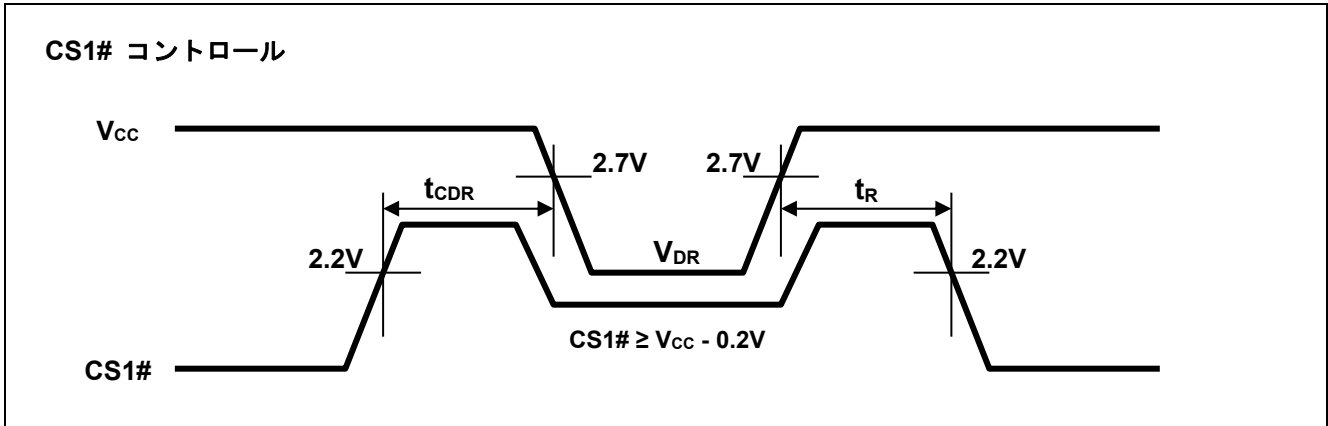 CS1# コントロール
VCC
2.7V
2.7V
tCDR
tR
2.2V
VDR
2.2V
CS1# ≥ VCC - 0.2V
CS1#